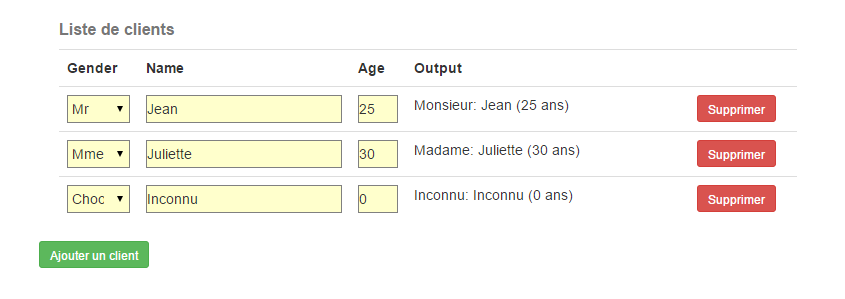 Liste de clients
Gender Name Age Output
Mr Jean 25 Monsieur: Jean (25 ans) Supprimer
Mme Juliette 30 Madame: Juliette (30 ans) Supprimer
Choc Inconnu 0 Inconnu: Inconnu (0 ans) Supprimer
Ajouter un client